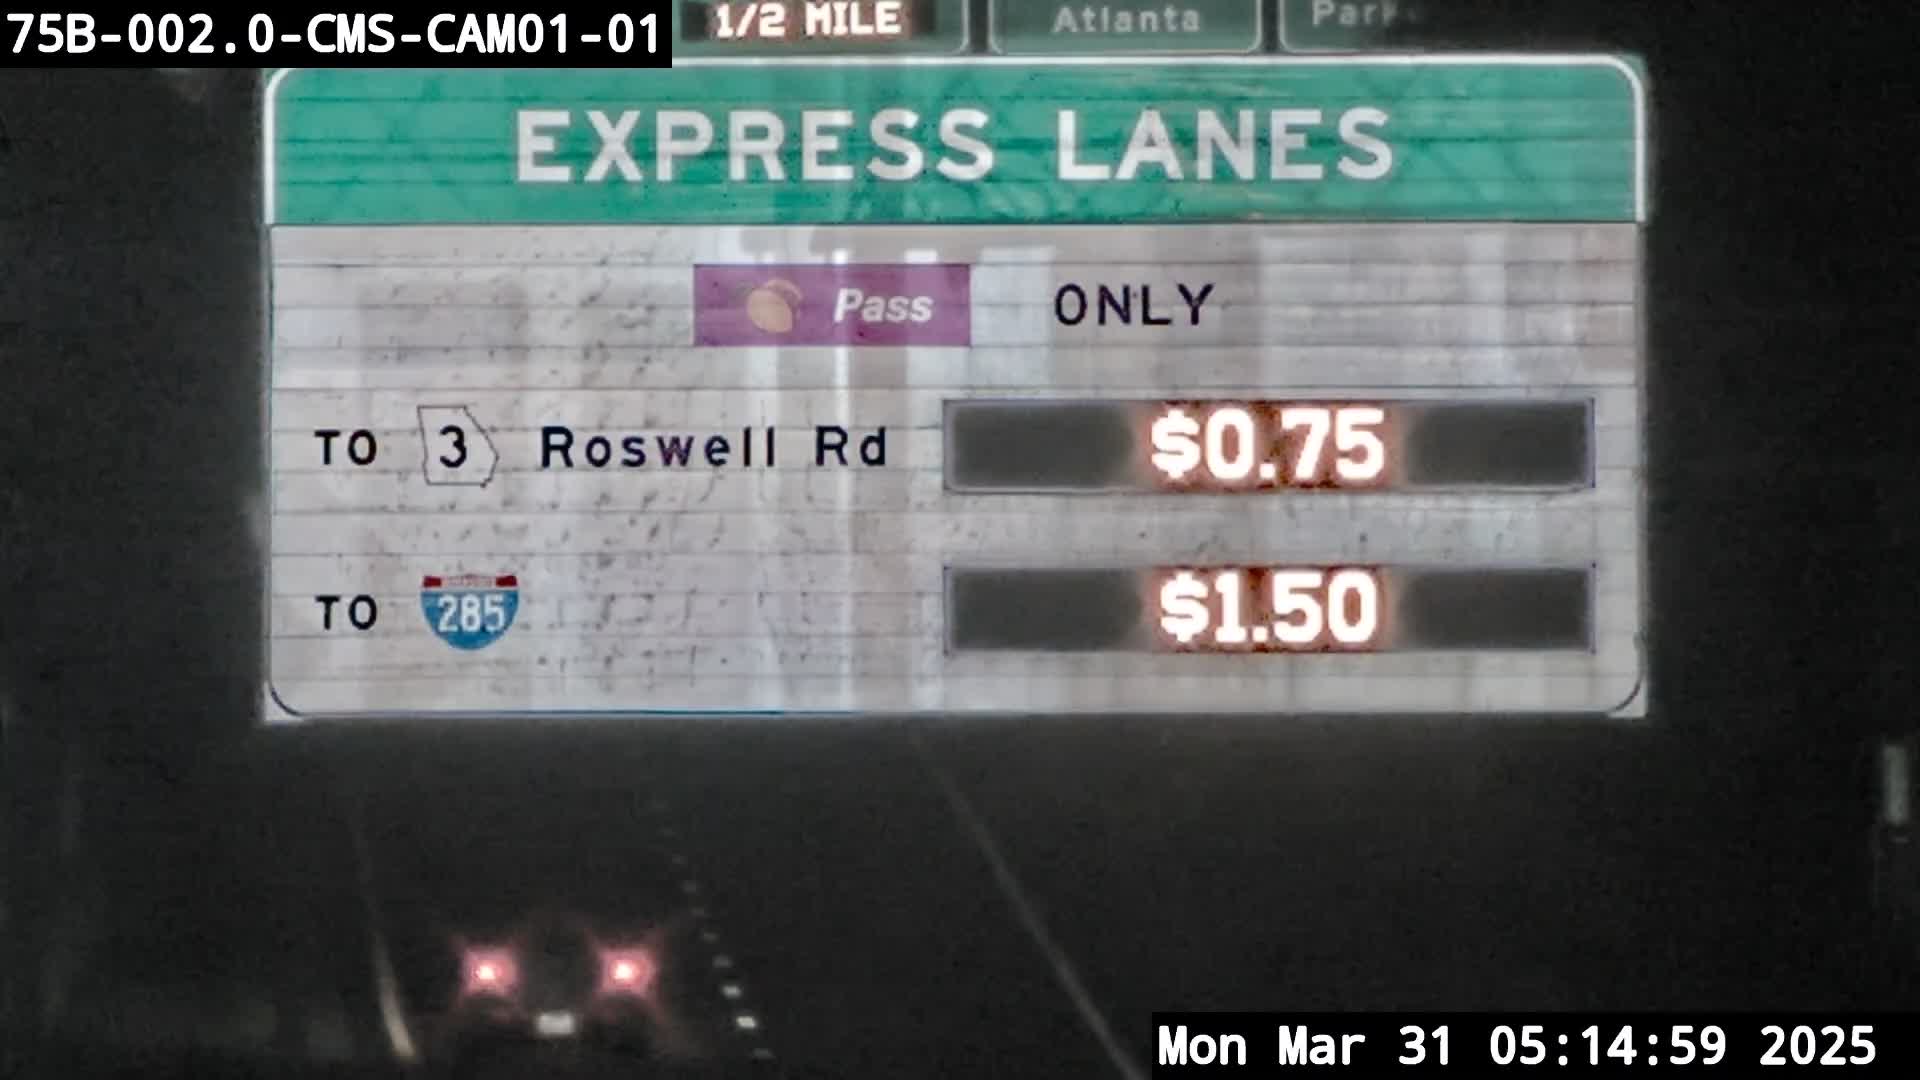 75B-002.0-CMS-CAM01-01
1/2 MILE
Atlanta
EXPRESS LANES
Pass ONLY
TO 3 Roswell Rd $0.75
TO 285 $1.50
Mon Mar 31 05:14:59 2025